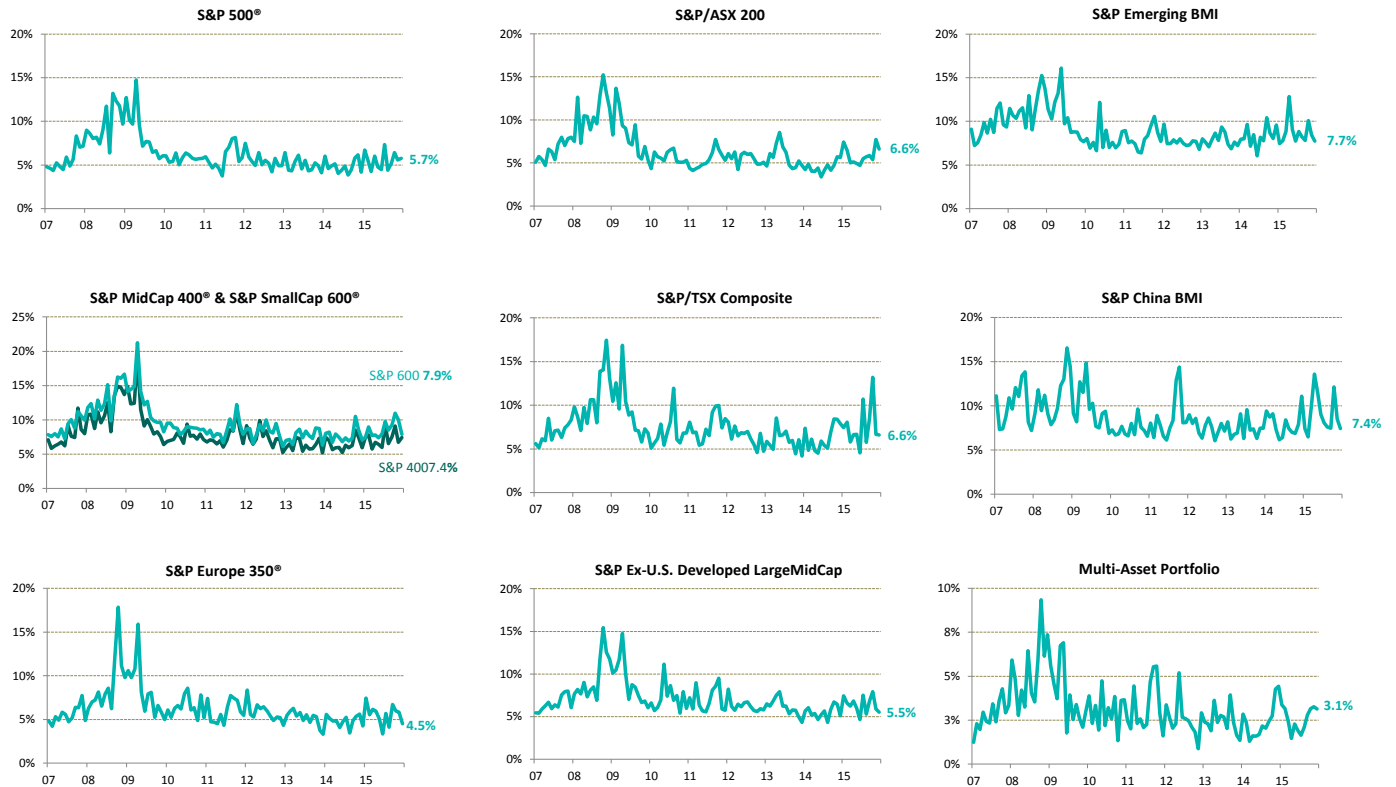 S&P 500®
20%
15%
10%
5%
0%
5.7%
07 08 09 10 11 12 13 14 15
S&P/ASX 200
20%
15%
10%
5%
0%
6.6%
07 08 09 10 11 12 13 14 15
S&P Emerging BMI
20%
15%
10%
5%
0%
7.7%
07 08 09 10 11 12 13 14 15
S&P MidCap 400® & S&P SmallCap 600®
25%
20%
15%
10%
5%
0%
S&P 600 7.9%
S&P 4007.4%
07 08 09 10 11 12 13 14 15
S&P/TSX Composite
20%
15%
10%
5%
0%
6.6%
07 08 09 10 11 12 13 14 15
S&P China BMI
20%
15%
10%
5%
0%
7.4%
07 08 09 10 11 12 13 14 15
S&P Europe 350®
20%
15%
10%
5%
0%
4.5%
07 08 09 10 11 12 13 14 15
S&P Ex-U.S. Developed LargeMidCap
20%
15%
10%
5%
0%
5.5%
07 08 09 10 11 12 13 14 15
Multi-Asset Portfolio
10%
8%
5%
3%
0%
3.1%
07 08 09 10 11 12 13 14 15